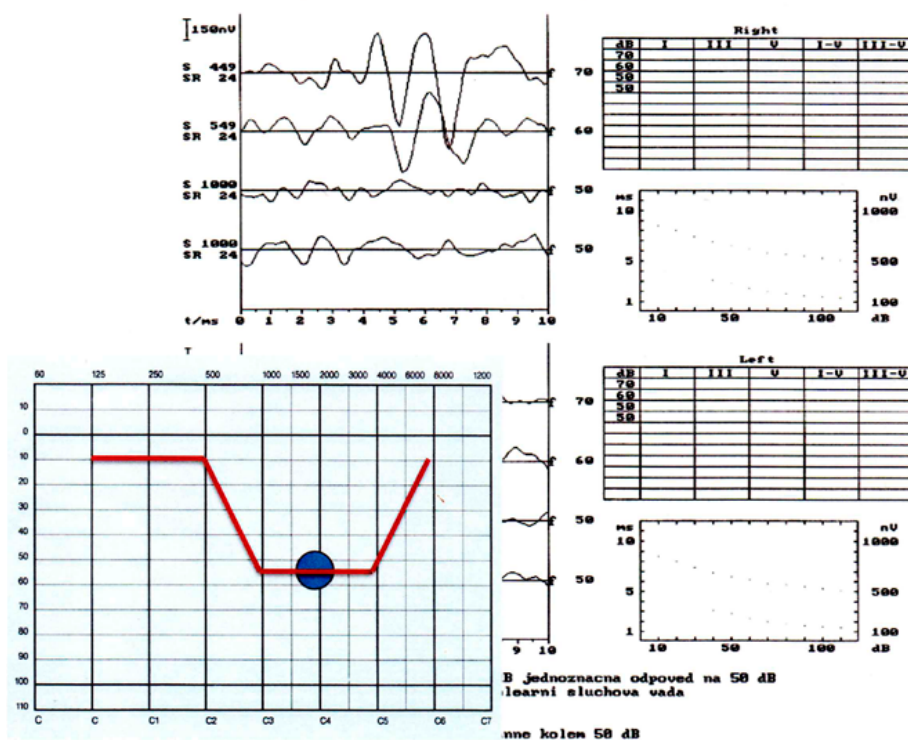 150nV
S 449
SR 24
70
S 549
SR 24
60
S 1000
SR 24
50
S 1000
SR 24
50
t/ms 0 1 2 3 4 5 6 7 8 9 10
Right
dB I III V I-V III-V
70
60
50
50
ms nV
10 1000
5 500
1 100
10 100 dB
60 125 250 500 1000 1500 2000 3000 4000 6000 8000 1200
10
0
10
20
30
40
50
60
70
80
90
100
110
C C C1 C2 C3 C4 C5 C6 C7
70
60
50
50
9 10
Left
dB I III V I-V III-V
70
60
50
50
ms nV
10 1000
5 500
1 100
10 100 dB
B jednoznacna odpoved na 50 dB
learni sluchova vada
nne kolem 50 dB